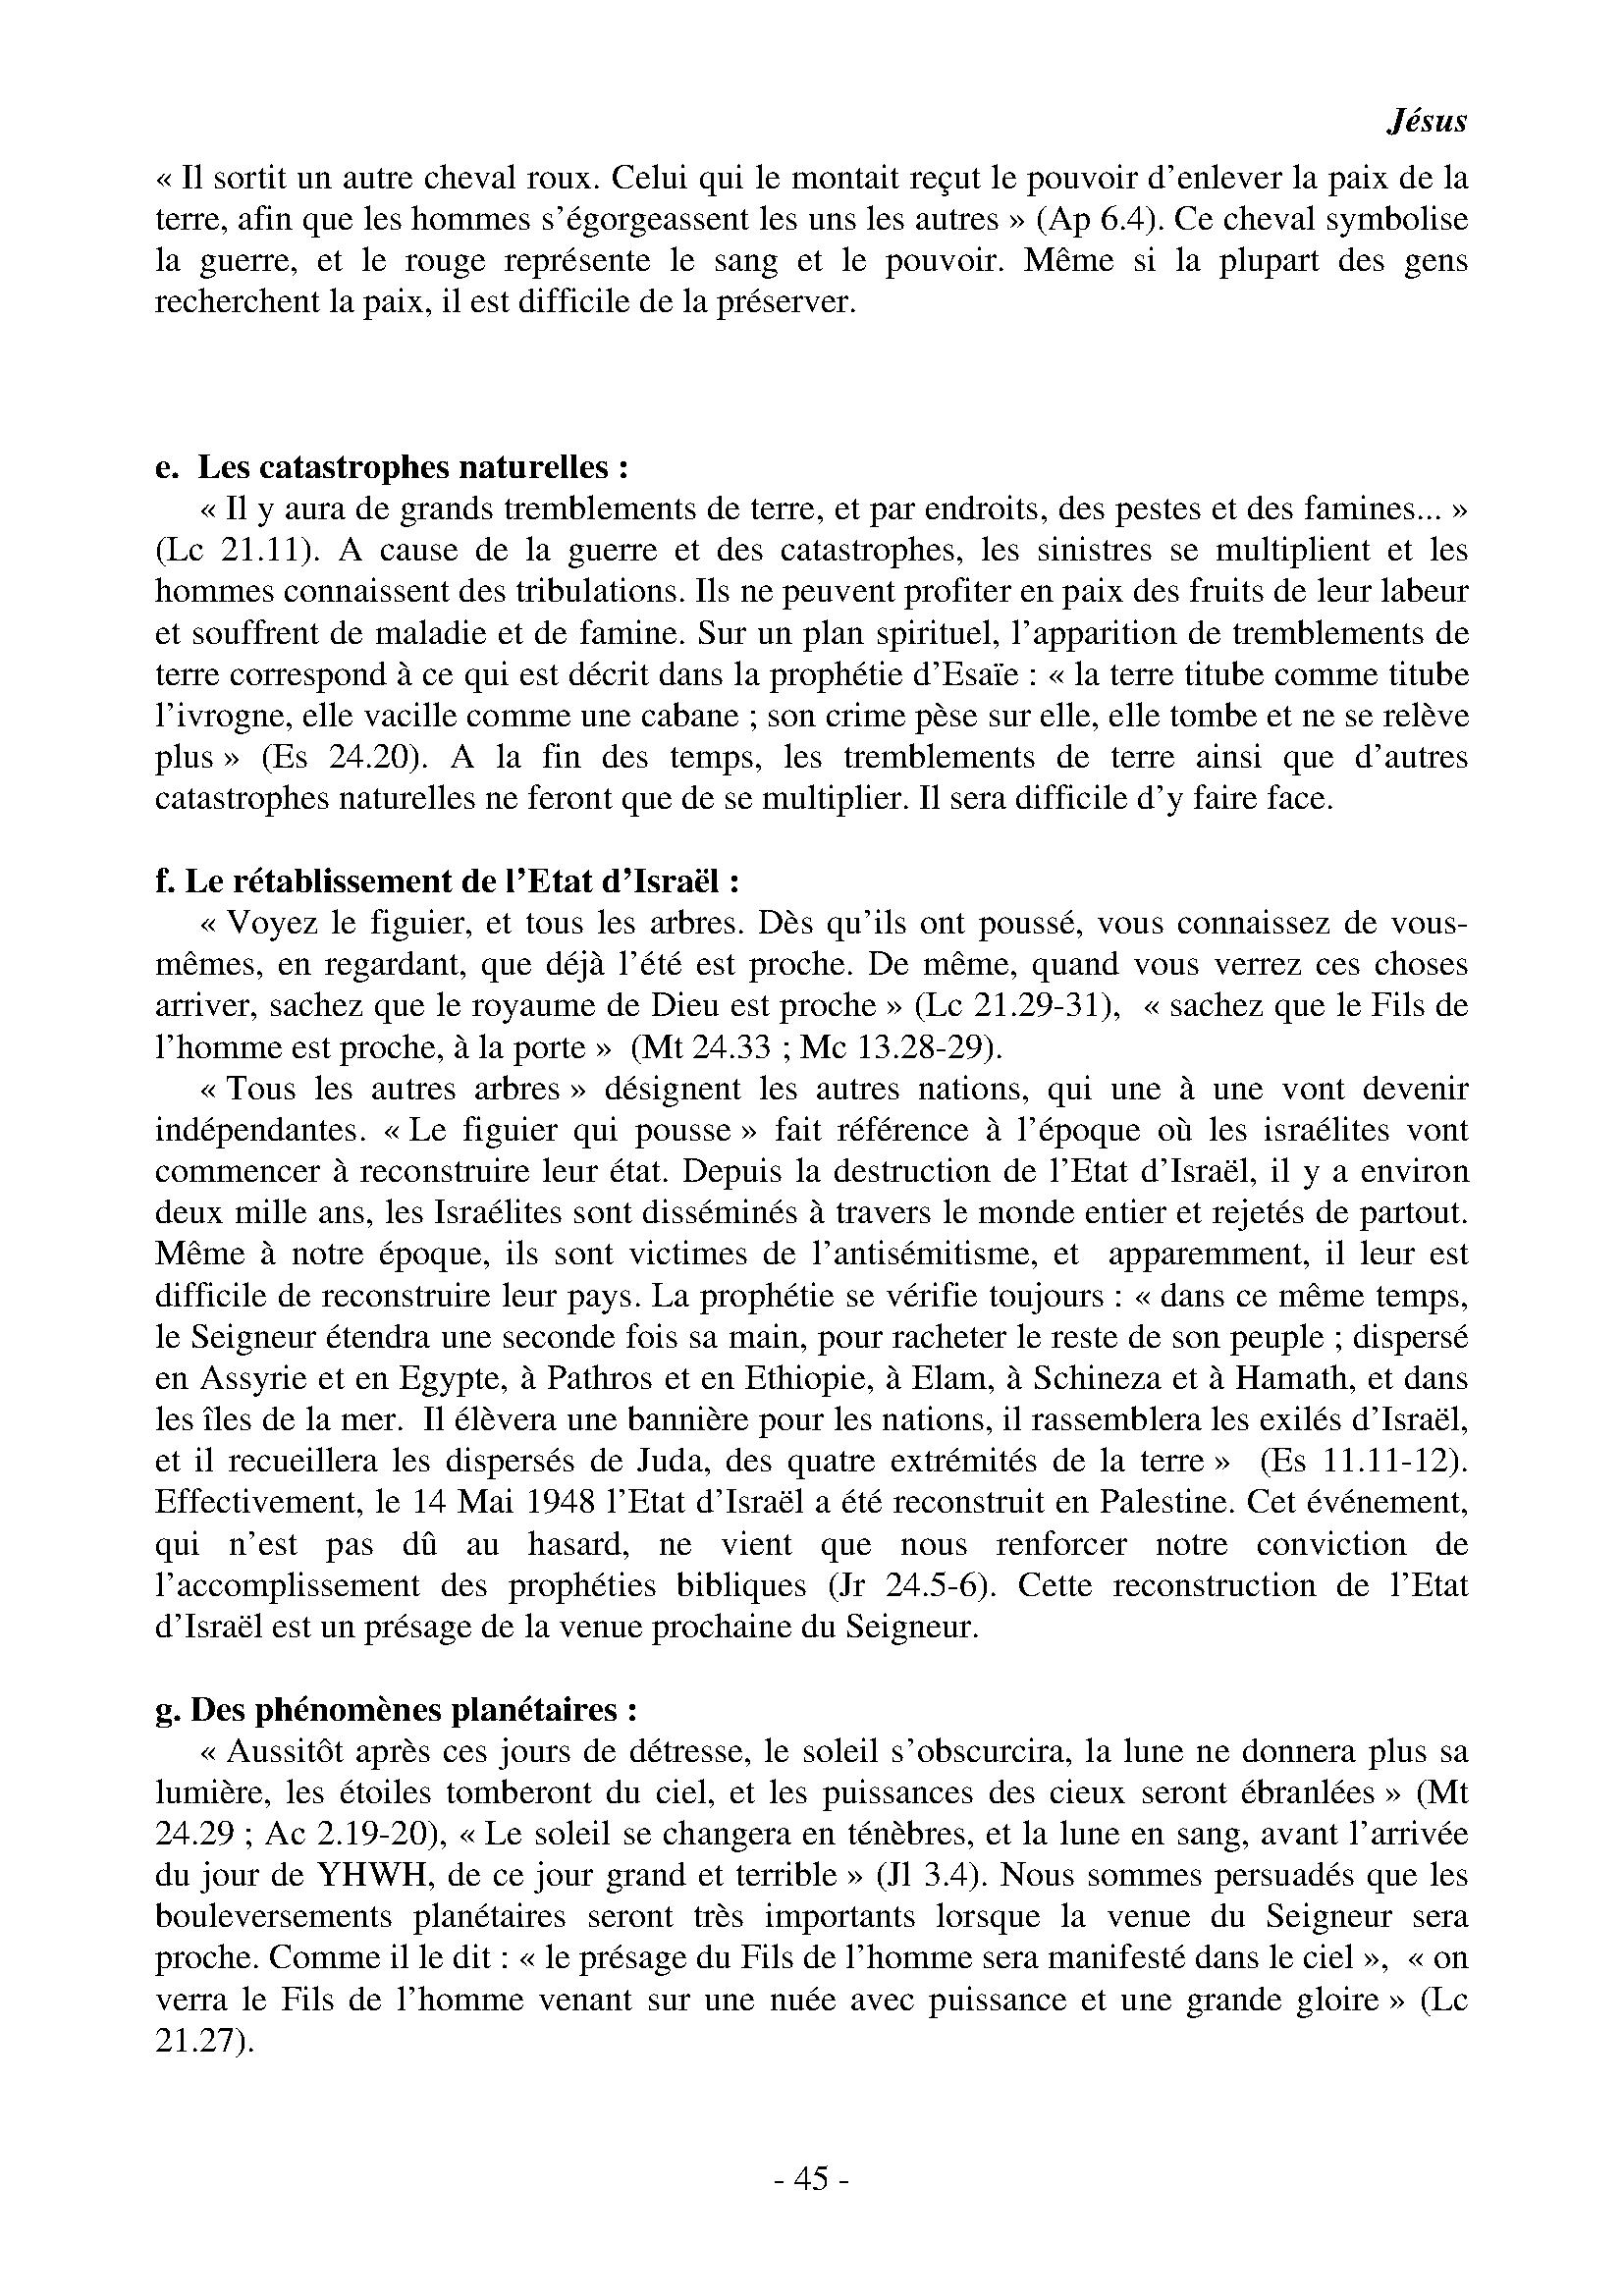 Jésus
« Il sortit un autre cheval roux. Celui qui le montait reçut le pouvoir d’enlever la paix de la
terre, afin que les hommes s’égorgeassent les uns les autres » (Ap 6.4). Ce cheval symbolise
la guerre, et le rouge représente le sang et le pouvoir. Même si la plupart des gens
recherchent la paix, il est difficile de la préserver.
e. Les catastrophes naturelles :
« Il y aura de grands tremblements de terre, et par endroits, des pestes et des famines... »
(Lc 21.11). A cause de la guerre et des catastrophes, les sinistres se multiplient et les
hommes connaissent des tribulations. Ils ne peuvent profiter en paix des fruits de leur labeur
et souffrent de maladie et de famine. Sur un plan spirituel, l’apparition de tremblements de
terre correspond à ce qui est décrit dans la prophétie d’Esaïe : « la terre titube comme titube
l’ivrogne, elle vacille comme une cabane ; son crime pèse sur elle, elle tombe et ne se relève
plus » (Es 24.20). A la fin des temps, les tremblements de terre ainsi que d’autres
catastrophes naturelles ne feront que de se multiplier. Il sera difficile d’y faire face.
f. Le rétablissement de l’Etat d’Israël :
« Voyez le figuier, et tous les arbres. Dès qu’ils ont poussé, vous connaissez de vous-
mêmes, en regardant, que déjà l’été est proche. De même, quand vous verrez ces choses
arriver, sachez que le royaume de Dieu est proche » (Lc 21.29-31), « sachez que le Fils de
l’homme est proche, à la porte » (Mt 24.33 ; Mc 13.28-29).
« Tous les autres arbres » désignent les autres nations, qui une à une vont devenir
indépendantes. « Le figuier qui pousse » fait référence à l’époque où les israélites vont
commencer à reconstruire leur état. Depuis la destruction de l’Etat d’Israël, il y a environ
deux mille ans, les Israélites sont disséminés à travers le monde entier et rejetés de partout.
Même à notre époque, ils sont victimes de l’antisémitisme, et apparemment, il leur est
difficile de reconstruire leur pays. La prophétie se vérifie toujours : « dans ce même temps,
le Seigneur étendra une seconde fois sa main, pour racheter le reste de son peuple ; dispersé
en Assyrie et en Egypte, à Pathros et en Ethiopie, à Elam, à Schineza et à Hamath, et dans
les îles de la mer. Il élèvera une bannière pour les nations, il rassemblera les exilés d’Israël,
et il recueillera les dispersés de Juda, des quatre extrémités de la terre » (Es 11.11-12).
Effectivement, le 14 Mai 1948 l’Etat d’Israël a été reconstruit en Palestine. Cet événement,
qui n’est pas dû au hasard, ne vient que nous renforcer notre conviction de
l’accomplissement des prophéties bibliques (Jr 24.5-6). Cette reconstruction de l’Etat
d’Israël est un présage de la venue prochaine du Seigneur.
g. Des phénomènes planétaires :
« Aussitôt après ces jours de détresse, le soleil s’obscurcira, la lune ne donnera plus sa
lumière, les étoiles tomberont du ciel, et les puissances des cieux seront ébranlées » (Mt
24.29 ; Ac 2.19-20), « Le soleil se changera en ténèbres, et la lune en sang, avant l’arrivée
du jour de YHWH, de ce jour grand et terrible » (Jl 3.4). Nous sommes persuadés que les
bouleversements planétaires seront très importants lorsque la venue du Seigneur sera
proche. Comme il le dit : « le présage du Fils de l’homme sera manifesté dans le ciel », « on
verra le Fils de l’homme venant sur une nuée avec puissance et une grande gloire » (Lc
21.27).
- 45 -